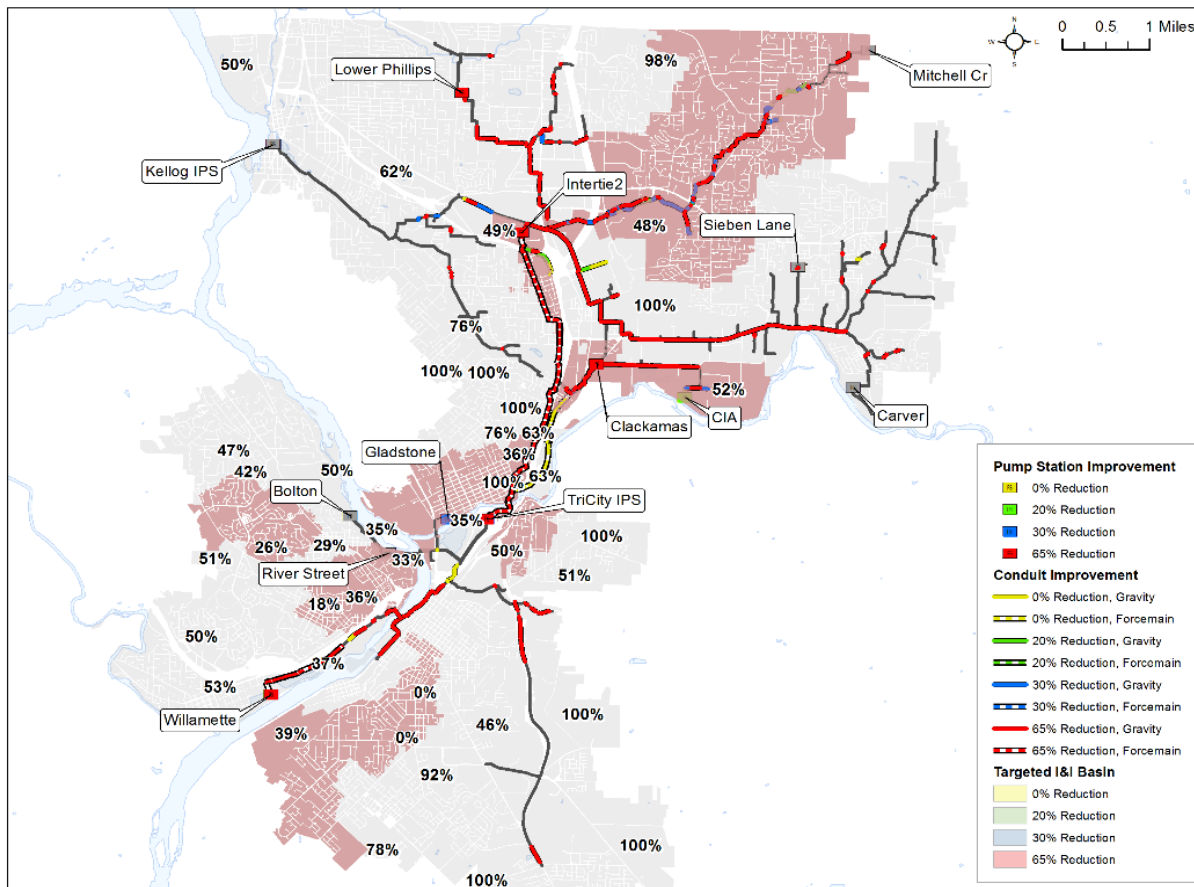 N
W
E
S
0 0.5 1 Miles
50%
98%
Mitchell Cr
Lower Phillips
Kellog IPS
62%
Intertie2
49%
48%
Sieben Lane
100%
76%
100% 100%
52%
100%
Clackamas
CIA
Carver
76% 63%
36%
Gladstone
47%
42%
50%
100%
63%
Bolton
TriCity IPS
35%
35%
51%
26%
29%
33%
50%
100%
51%
River Street
18%
36%
50%
37%
53%
Willamette
0%
39%
0%
46%
100%
92%
78%
100%
100%
Pump Station Improvement
0% Reduction
20% Reduction
30% Reduction
65% Reduction
Conduit Improvement
0% Reduction, Gravity
0% Reduction, Forcemain
20% Reduction, Gravity
20% Reduction, Forcemain
30% Reduction, Gravity
30% Reduction, Forcemain
65% Reduction, Gravity
65% Reduction, Forcemain
Targeted I&I Basin
0% Reduction
20% Reduction
30% Reduction
65% Reduction